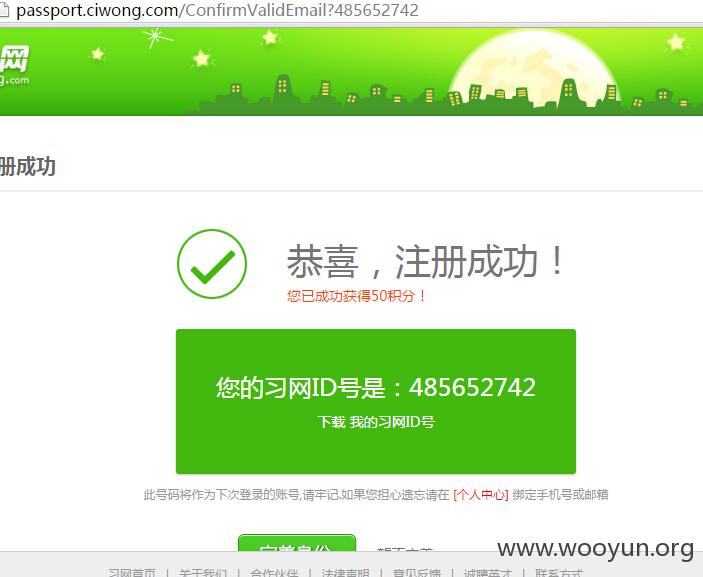 passport.ciwong.com/ConfirmValidEmail?485652742
网
g.com
册成功
恭喜，注册成功！
您已成功获得50积分！
您的习网ID号是：485652742
下载 我的习网ID号
此号码将作为下次登录的账号,请牢记.如果您担心遗忘请在 [个人中心] 绑定手机号或邮箱
www.wooyun.org
习网首页 | 关于我们 | 合作伙伴 | 法律声明 | 意见反馈 | 诚聘英才 | 联系方式